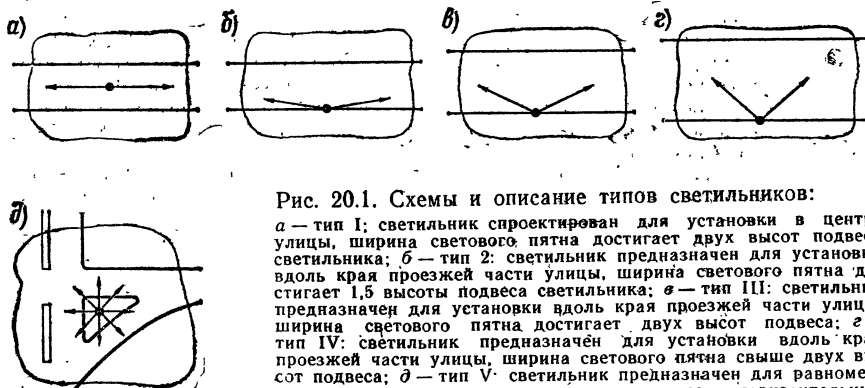 а) б) в) г)
д)
Рис. 20.1. Схемы и описание типов светильников:
а — тип I; светильник спроектирован для установки в цент
улицы, ширина светового пятна достигает двух высот подвес
светильника; б — тип 2: светильник предназначен для установк
вдоль края проезжей части улицы, ширина светового пятна д
стигает 1,5 высоты подвеса светильника; в — тип III: светильни
предназначен для установки вдоль края проезжей части улиц
ширина светового пятна достигает двух высот подвеса; г
тип IV: светильник предназначен для установки вдоль кра
проезжей части улицы, ширина светового пятна свыше двух в
сот подвеса; д — тип V· светильник предназначен для равноме